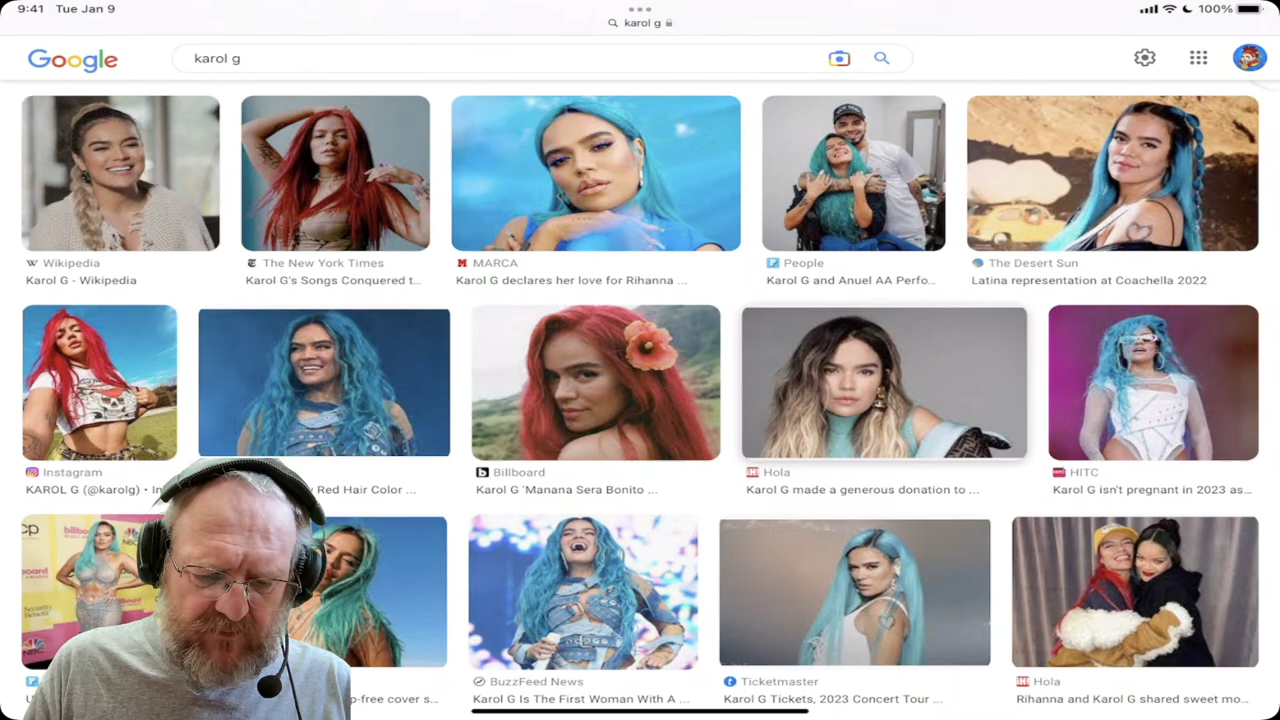 9:41 Tue Jan 9
100%
karol g
Google
karol g
Wikipedia
Karol G - Wikipedia
The New York Times
Karol G's Songs Conquered t...
MARCA
Karol G declares her love for Rihanna ...
People
Karol G and Anuel AA Perfo...
The Desert Sun
Latina representation at Coachella 2022
Instagram
KAROL G (@karolg) • In
Red Hair Color ...
Billboard
Karol G 'Manana Sera Bonito ...
Hola
Karol G made a generous donation to ...
HITC
Karol G isn't pregnant in 2023 as...
p-free cover s...
BuzzFeed News
Karol G Is The First Woman With A ...
Ticketmaster
Karol G Tickets, 2023 Concert Tour ...
Hola
Rihanna and Karol G shared sweet mo...